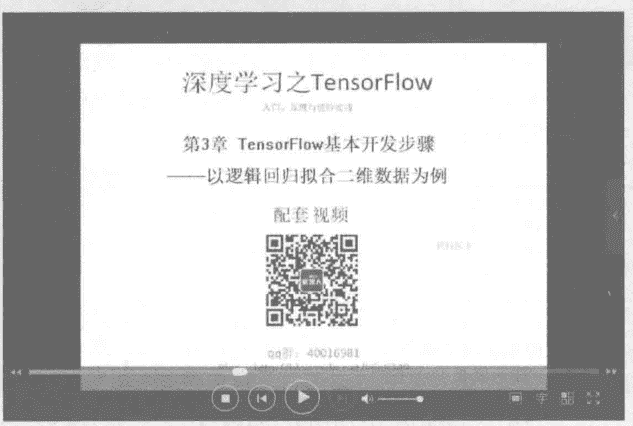 深度学习之TensorFlow
第3章 TensorFlow基本开发步骤
——以逻辑回归拟合二维数据为例
配套视频
qq群: 40016981
字